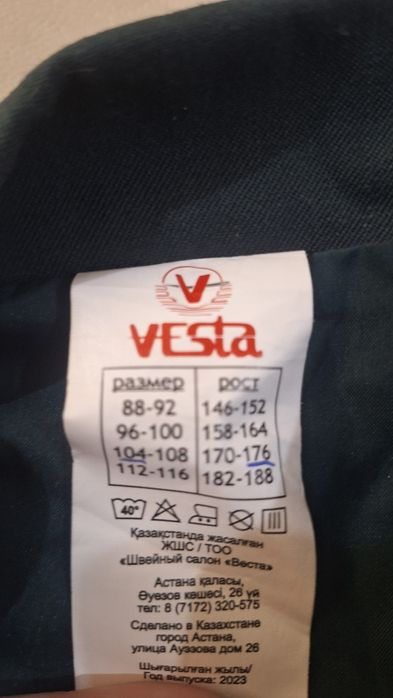 V
VESta
размер рост
88-92 146-152
96-100 158-164
104-108 170-176
112-116 182-188
40°
Қазақстанда жасалған
ЖШС / ТОО
«Швейный салон «Веста»
Астана қаласы,
Әуезов көшесі, 26 үй
тел: 8 (7172) 320-575
Сделано в Казахстане
город Астана,
улица Ауэзова дом 26
Шығарылған жылы/
Год выпуска: 2023